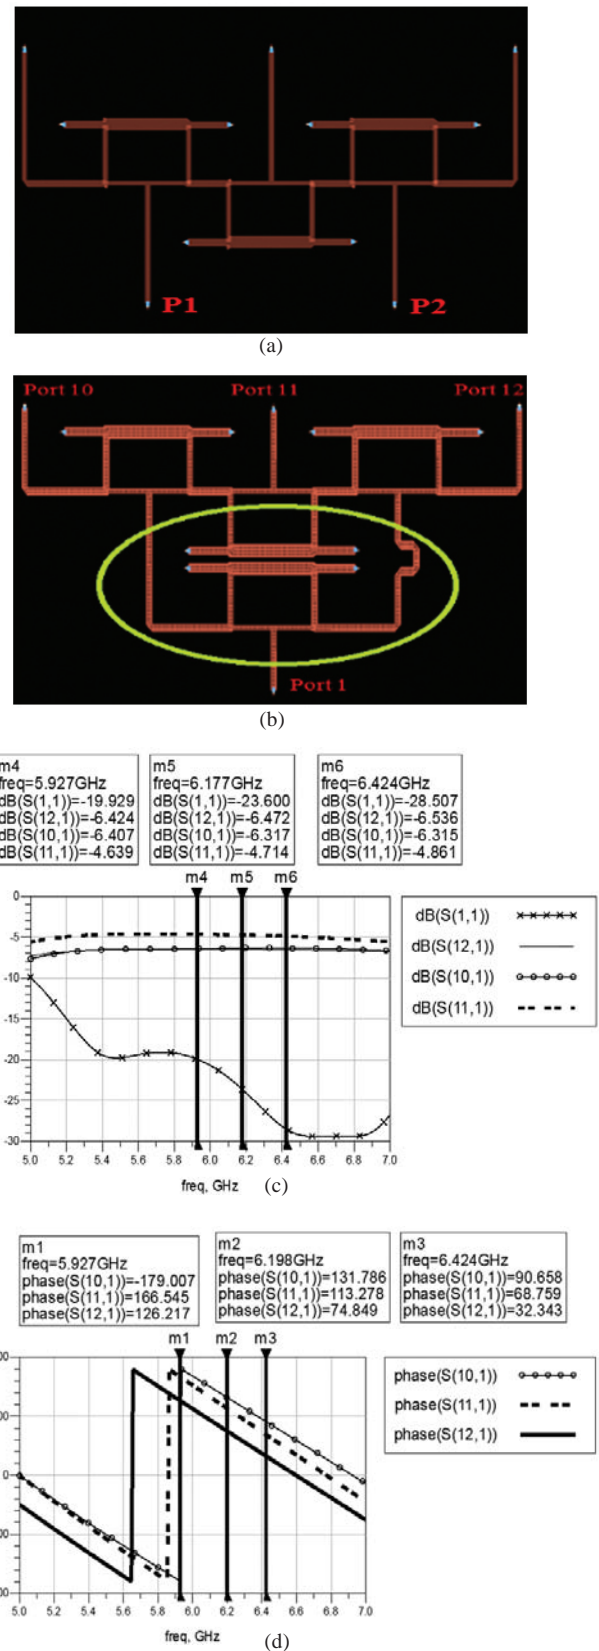 P1
P2
(a)
Port 10
Port 11
Port 12
Port 1
(b)
m4
freq=5.927GHz
dB(S(1,1))=-19.929
dB(S(12,1))=-6.424
dB(S(10,1))=-6.407
dB(S(11,1))=-4.639
m5
freq=6.177GHz
dB(S(1,1))=-23.600
dB(S(12,1))=-6.472
dB(S(10,1))=-6.317
dB(S(11,1))=-4.714
m6
freq=6.424GHz
dB(S(1,1))=-28.507
dB(S(12,1))=-6.536
dB(S(10,1))=-6.315
dB(S(11,1))=-4.861
m4 m5 m6
0
-5
-10
-15
-20
-25
-30
5.0 5.2 5.4 5.6 5.8 6.0 6.2 6.4 6.6 6.8 7.0
freq, GHz
dB(S(1,1))
dB(S(12,1))
dB(S(10,1))
dB(S(11,1))
(c)
m1
freq=5.927GHz
phase(S(10,1))=-179.007
phase(S(11,1))=166.545
phase(S(12,1))=126.217
m2
freq=6.198GHz
phase(S(10,1))=131.786
phase(S(11,1))=113.278
phase(S(12,1))=74.849
m3
freq=6.424GHz
phase(S(10,1))=90.658
phase(S(11,1))=68.759
phase(S(12,1))=32.343
m1 m2 m3
5.0 5.2 5.4 5.6 5.8 6.0 6.2 6.4 6.6 6.8 7.0
freq, GHz
phase(S(10,1))
phase(S(11,1))
phase(S(12,1))
(d)